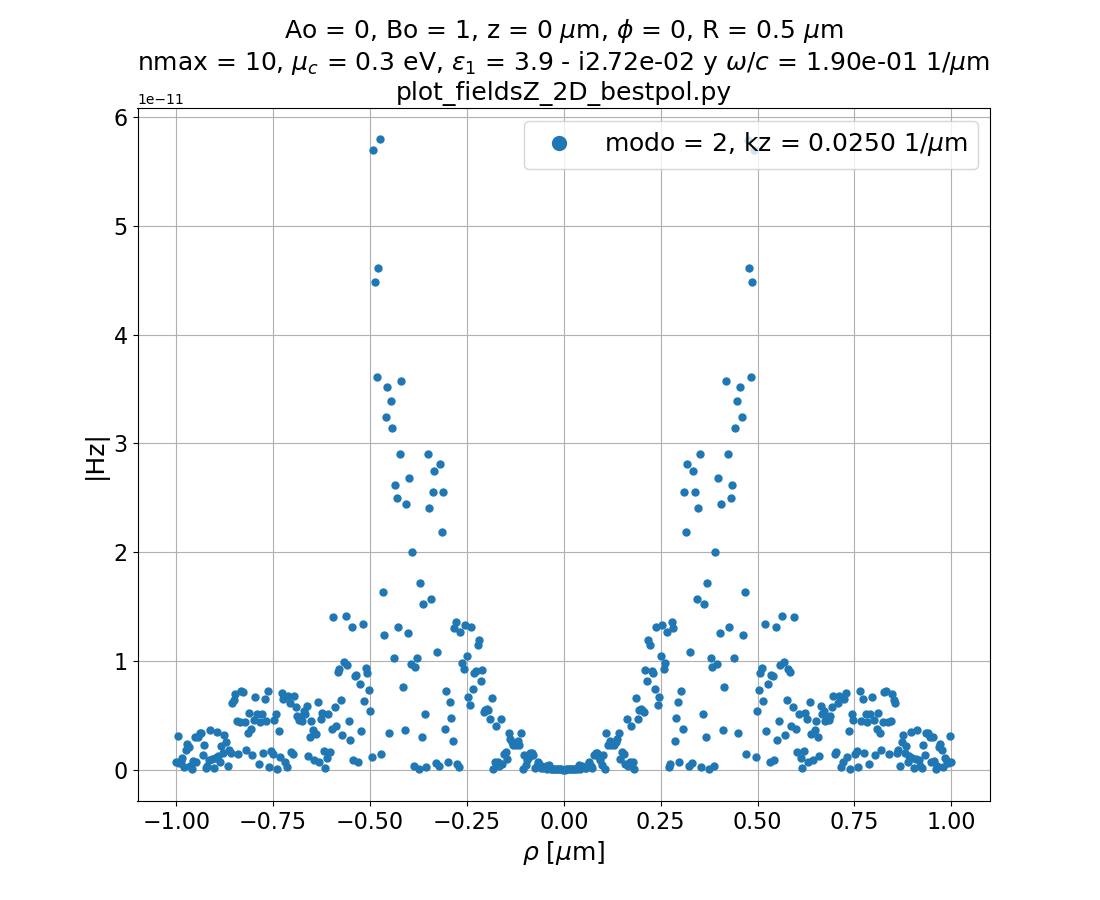 Ao = 0, Bo = 1, z = 0 μm, ϕ = 0, R = 0.5 μm
nmax = 10, μc = 0.3 eV, ε1 = 3.9 - i2.72e-02 y ω/c = 1.90e-01 1/μm
plot_fieldsZ_2D_bestpol.py
1e−11
modo = 2, kz = 0.0250 1/μm
6
5
4
3
2
1
0
|Hz|
−1.00 −0.75 −0.50 −0.25 0.00 0.25 0.50 0.75 1.00
ρ [μm]